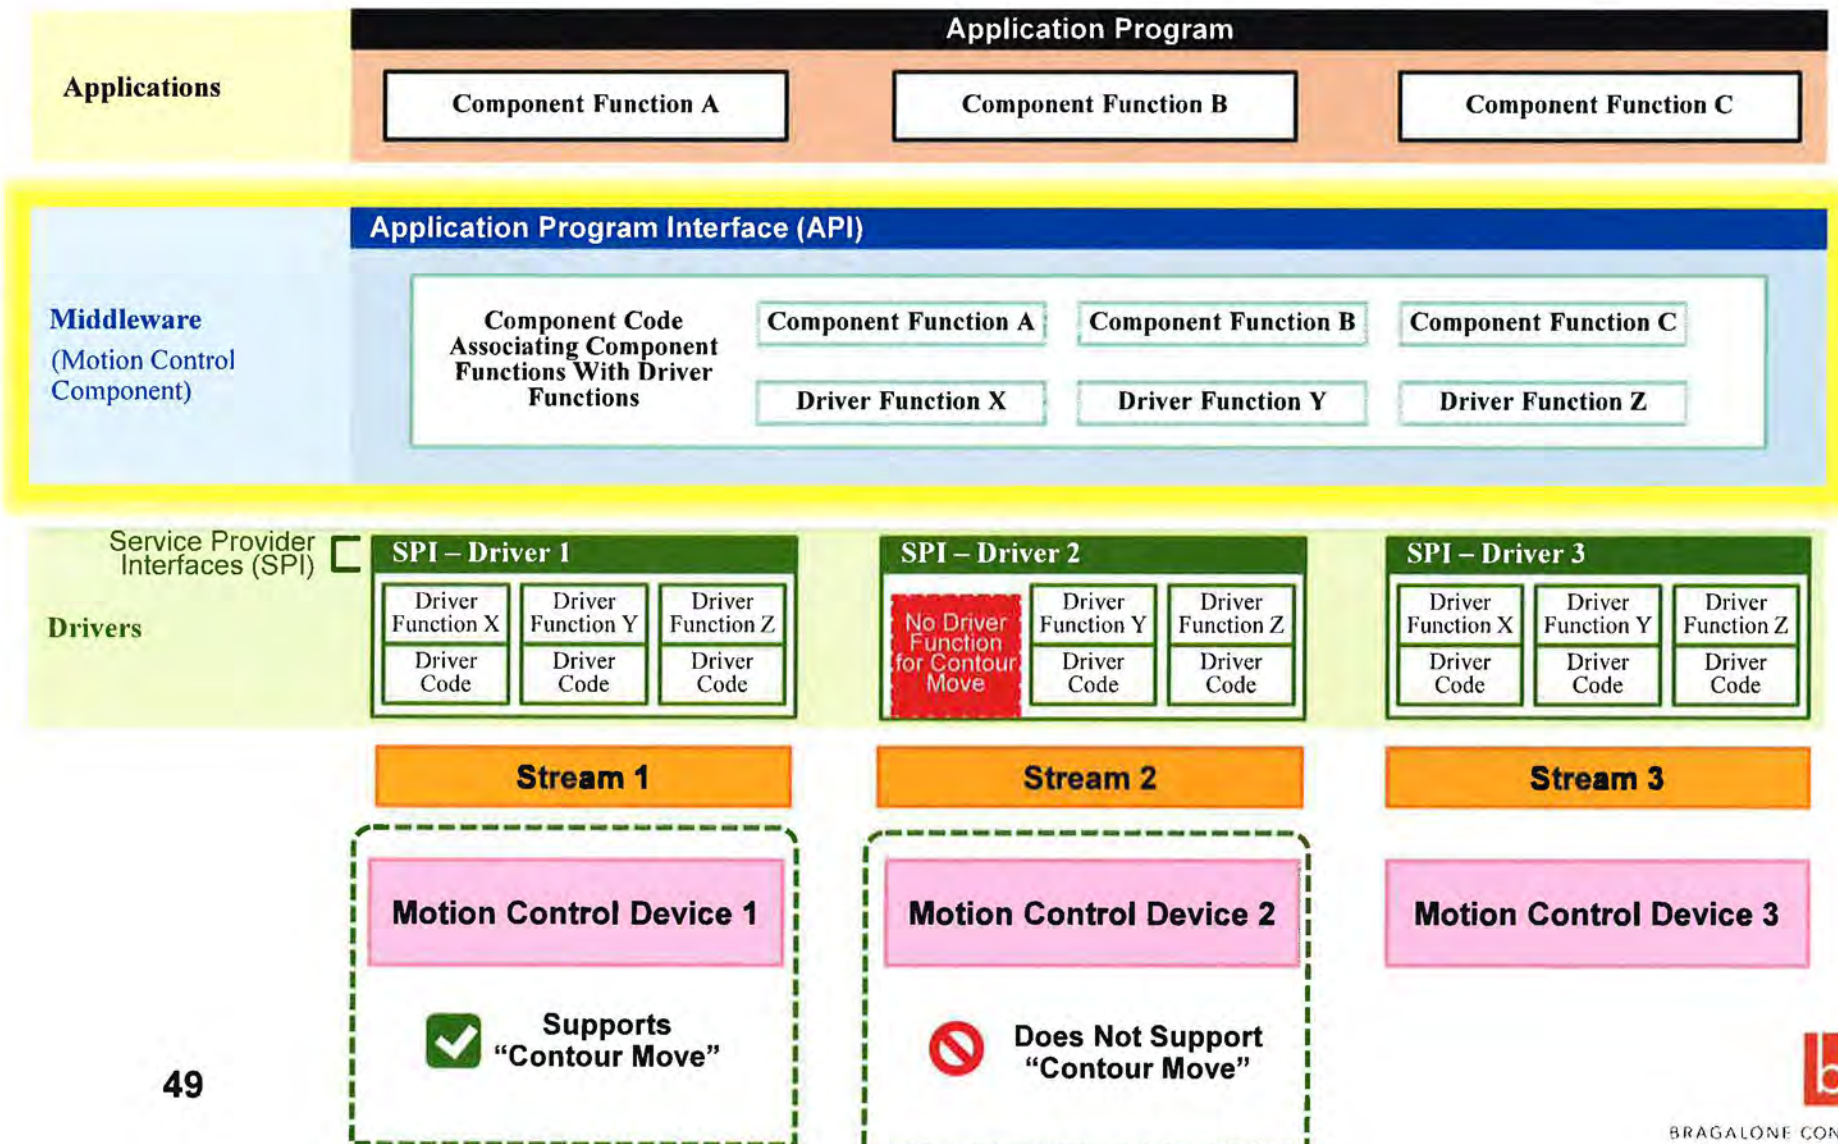 Application Program
Applications
Component Function A
Component Function B
Component Function C
Application Program Interface (API)
Middleware
(Motion Control
Component)
Component Code
Associating Component
Functions With Driver
Functions
Component Function A
Component Function B
Component Function C
Driver Function X
Driver Function Y
Driver Function Z
Service Provider
Interfaces (SPI)
Drivers
SPI – Driver 1
Driver
Function X
Driver
Function Y
Driver
Function Z
Driver
Code
Driver
Code
Driver
Code
SPI – Driver 2
No Driver
Function
for Contour
Move
Driver
Function Y
Driver
Function Z
Driver
Code
Driver
Code
SPI – Driver 3
Driver
Function X
Driver
Function Y
Driver
Function Z
Driver
Code
Driver
Code
Driver
Code
Stream 1
Stream 2
Stream 3
Motion Control Device 1
Motion Control Device 2
Motion Control Device 3
Supports
“Contour Move”
Does Not Support
“Contour Move”
49
b
BRAGALONE CON